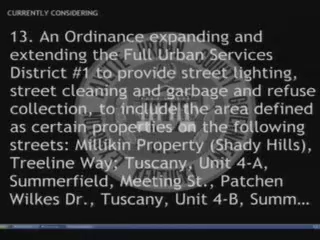 CURRENTLY CONSIDERING
13. An Ordinance expanding and
extending the Full Urban Services
District #1 to provide street lighting,
street cleaning and garbage and refuse
collection, to include the area defined
as certain properties on the following
streets: Millikin Property (Shady Hills),
Treeline Way; Tuscany, Unit 4-A,
Summerfield, Meeting St., Patchen
Wilkes Dr., Tuscany, Unit 4-B, Summ...